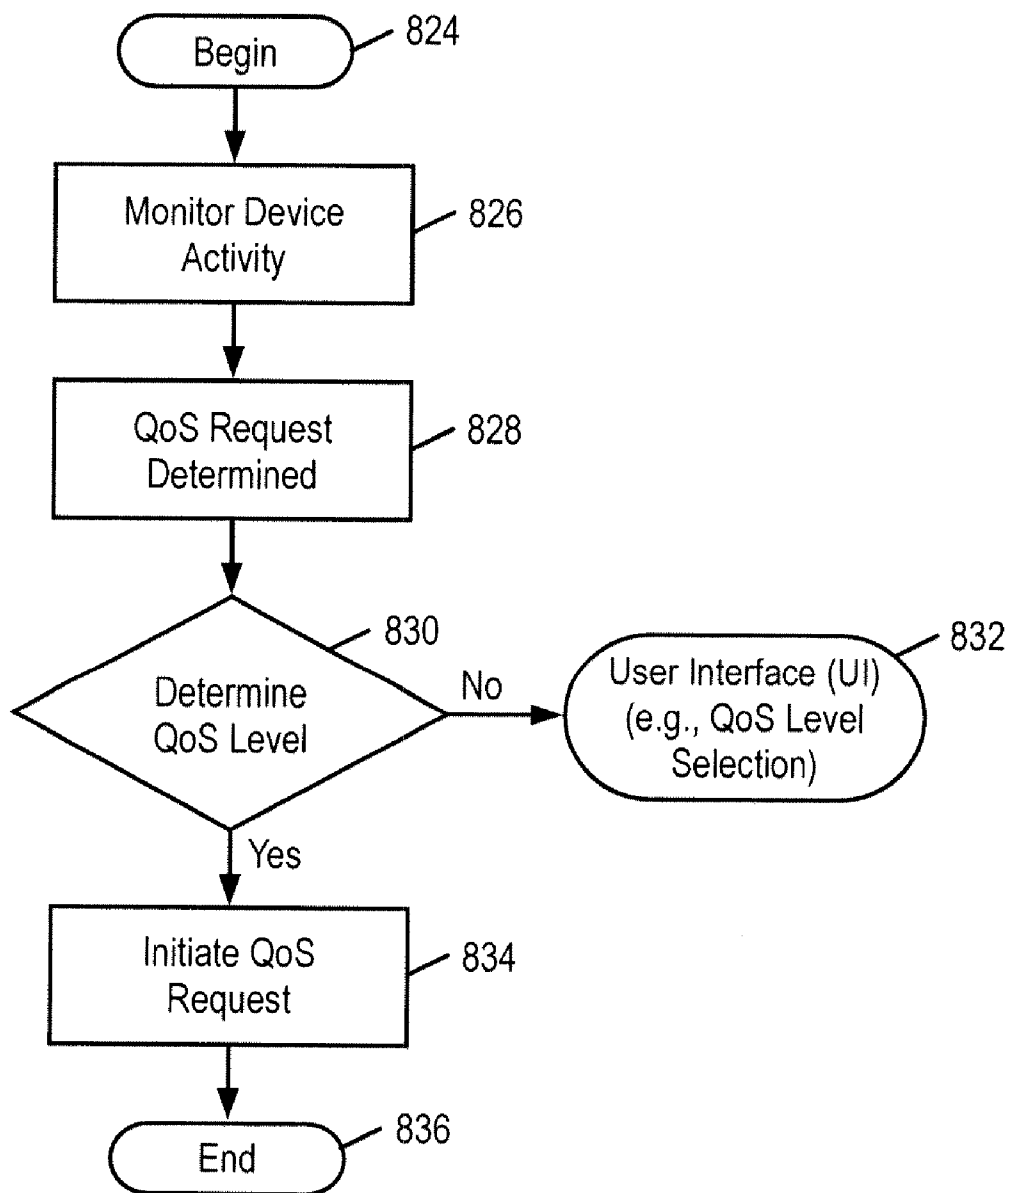 Begin
824
Monitor Device
Activity
826
QoS Request
Determined
828
Determine
QoS Level
830
No
User Interface (UI)
(e.g., QoS Level
Selection)
832
Yes
Initiate QoS
Request
834
End
836